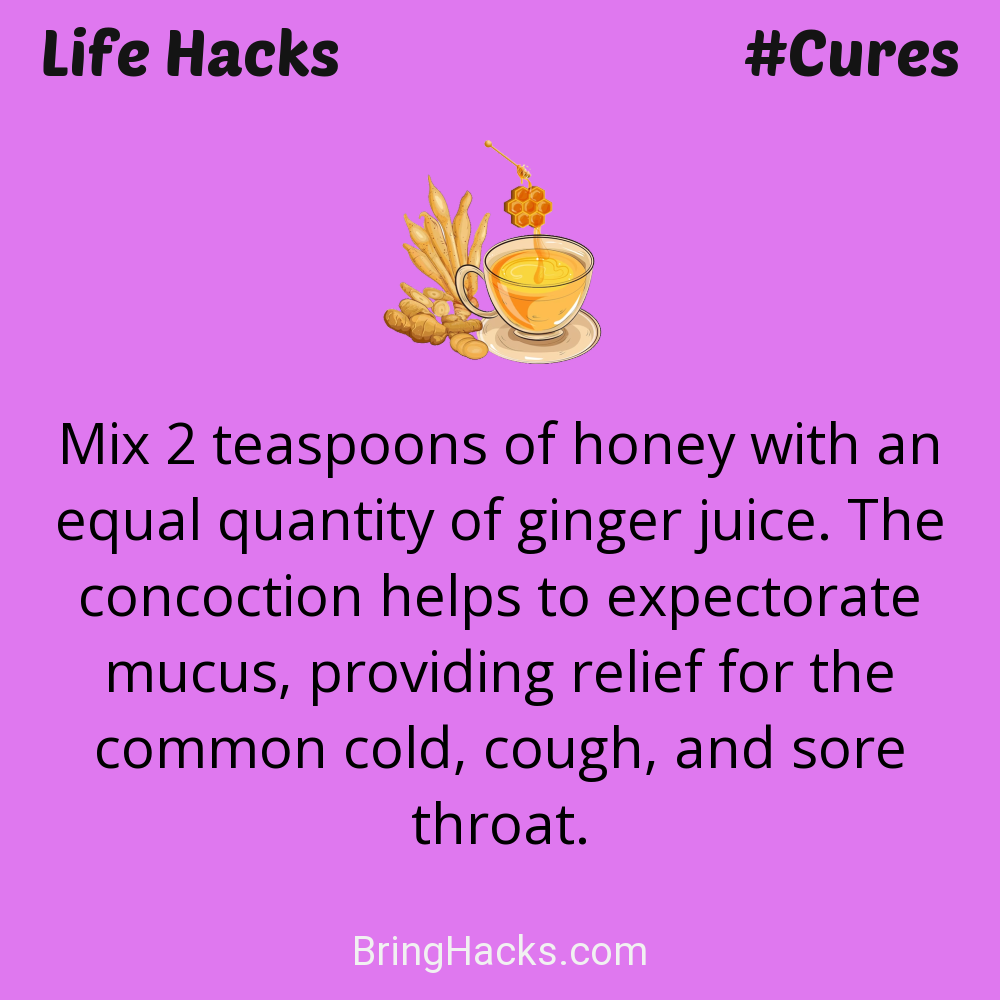 Life Hacks
#Cures
Mix 2 teaspoons of honey with an
equal quantity of ginger juice. The
concoction helps to expectorate
mucus, providing relief for the
common cold, cough, and sore
throat.
BringHacks.com